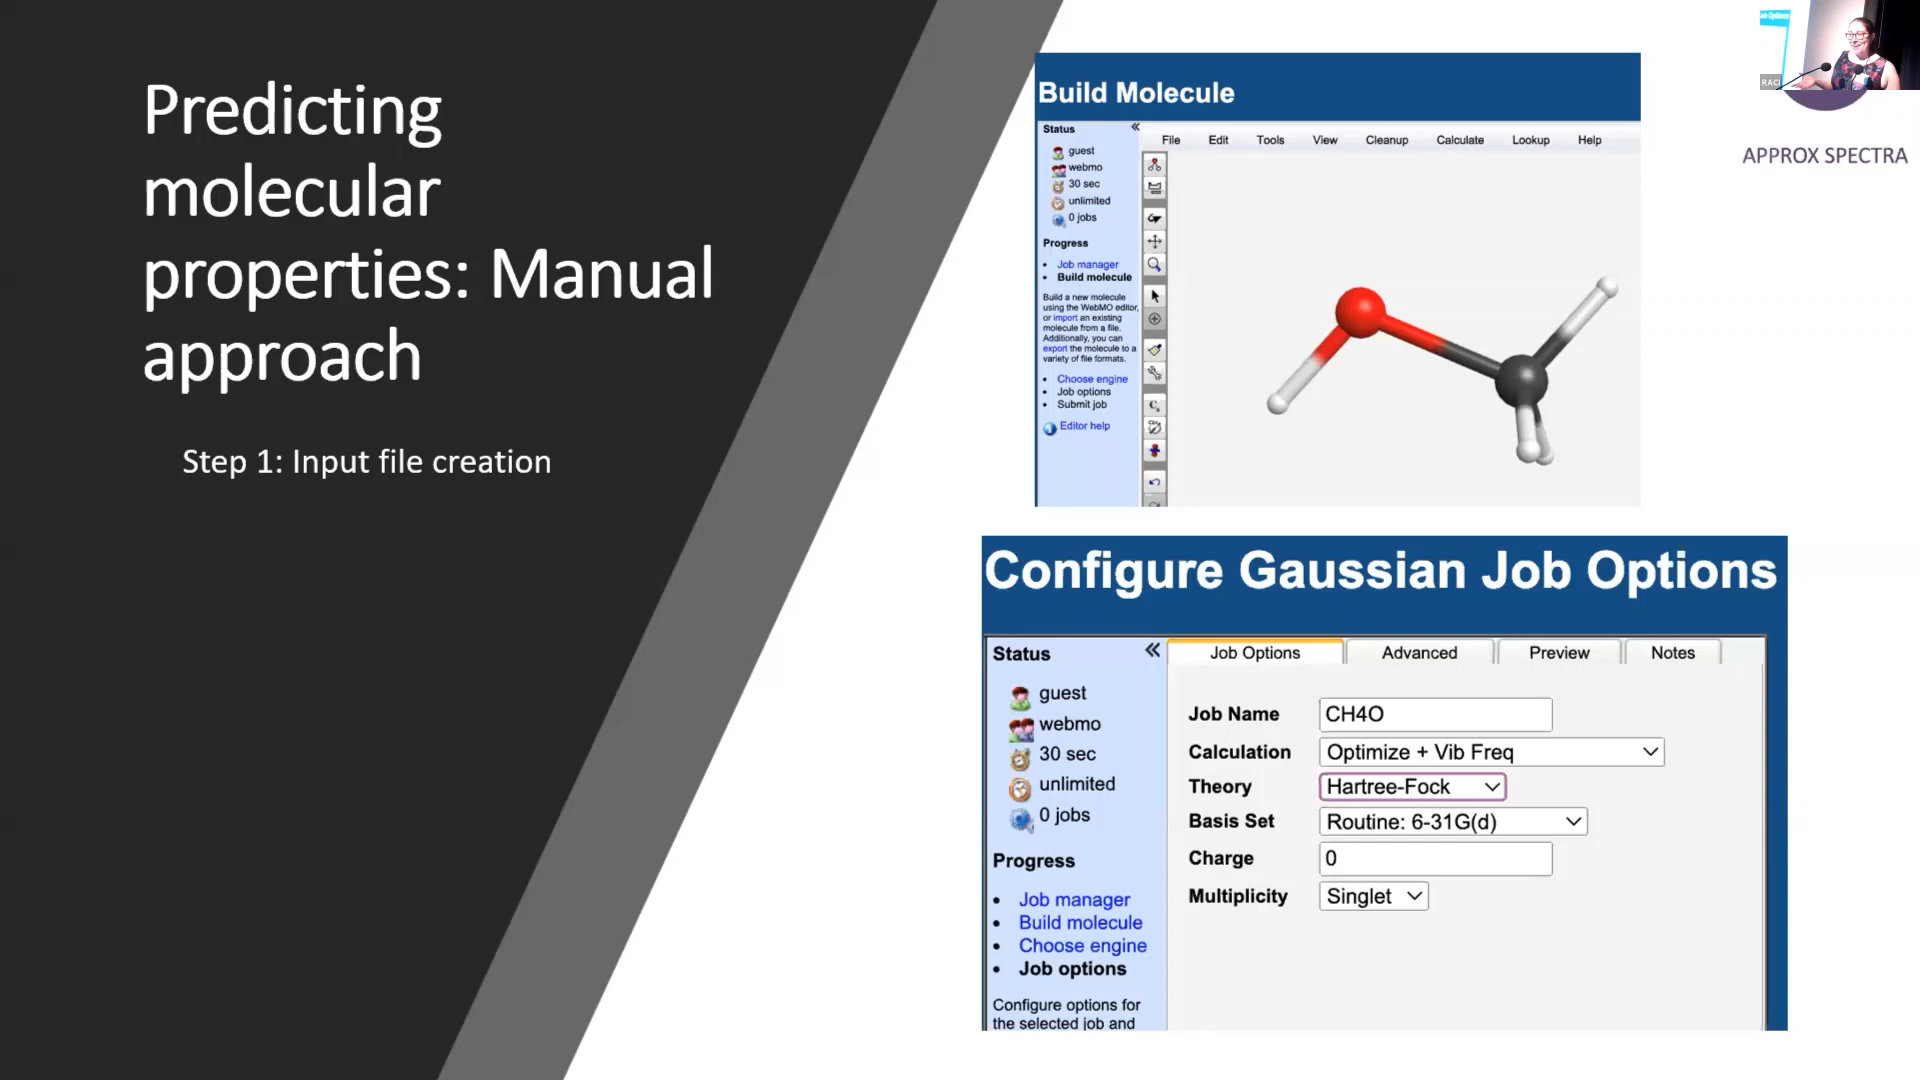 Predicting
molecular
properties: Manual
approach
Step 1: Input file creation
Build Molecule
Status
guest
webmo
30 sec
unlimited
0 jobs
Progress
Job manager
Build molecule
Build a new molecule
using the WebMO editor,
or import an existing
molecule from a file.
Additionally, you can
export the molecule to a
variety of file formats.
Choose engine
Job options
Submit job
Editor help
File Edit Tools View Cleanup Calculate Lookup Help
Job Options
APPROX SPECTRA
Configure Gaussian Job Options
Status
guest
webmo
30 sec
unlimited
0 jobs
Progress
Job manager
Build molecule
Choose engine
Job options
Configure options for
the selected job and
Job Options Advanced Preview Notes
Job Name CH4O
Calculation Optimize + Vib Freq
Theory Hartree-Fock
Basis Set Routine: 6-31G(d)
Charge 0
Multiplicity Singlet